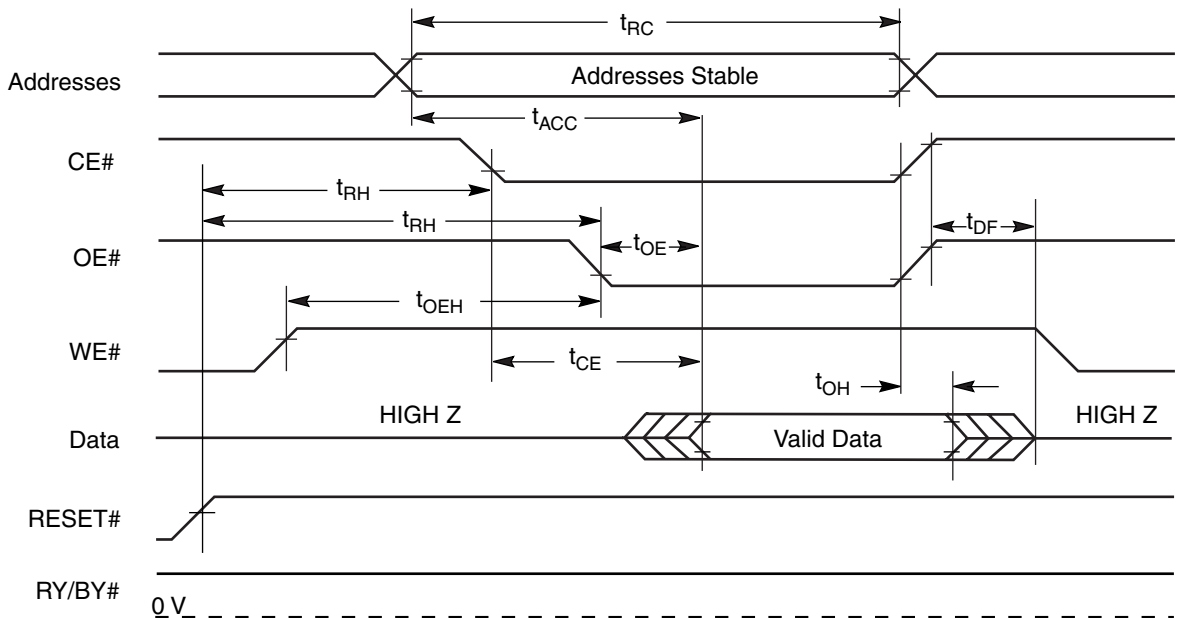 tRC
Addresses
Addresses Stable
tACC
CE#
tRH
tRH
tDF
OE#
tOE
tOEH
WE#
tCE
tOH
HIGH Z
HIGH Z
Data
Valid Data
RESET#
RY/BY#
0 V